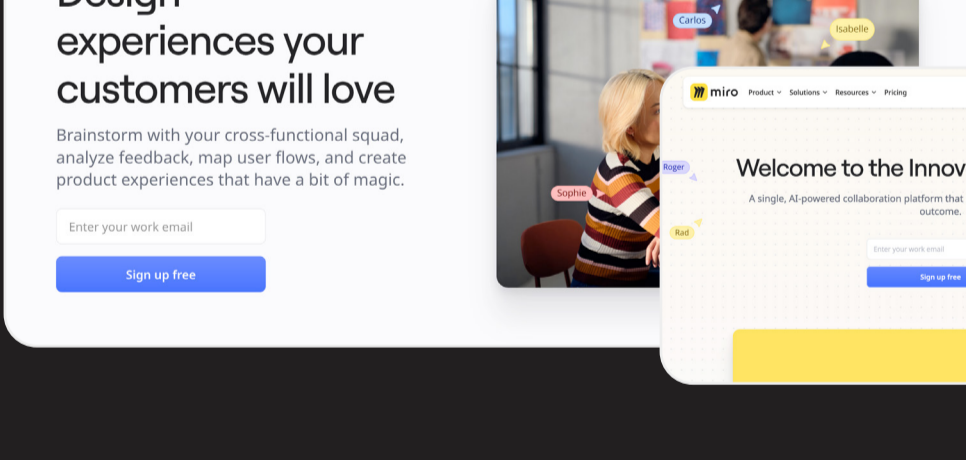 Design
experiences your
customers will love
Brainstorm with your cross-functional squad,
analyze feedback, map user flows, and create
product experiences that have a bit of magic.
Enter your work email
Sign up free
Carlos
Isabelle
Sophie
miro
Product
Solutions
Resources
Pricing
Roger
Welcome to the Innov
A single, AI-powered collaboration platform that
outcome.
Rad
Enter your work email
Sign up free